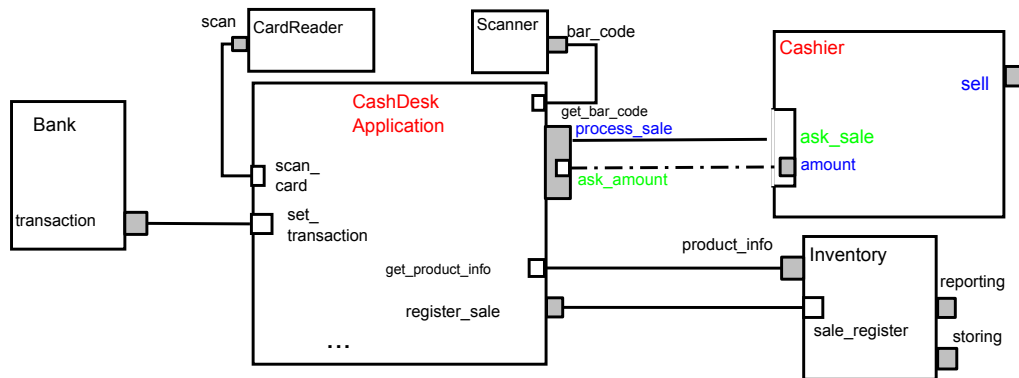 scan
CardReader
Scanner
bar_code
Cashier
sell
CashDesk
Application
get_bar_code
process_sale
ask_sale
Bank
amount
ask_amount
scan_
card
transaction
set_
transaction
product_info
Inventory
get_product_info
reporting
register_sale
sale_register
storing
...